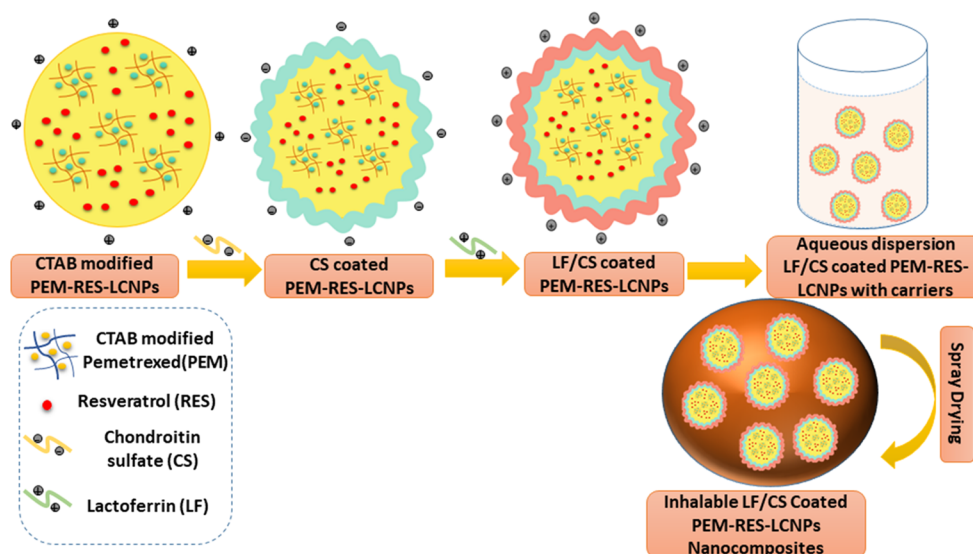 CTAB modified
PEM-RES-LCNPs
CS coated
PEM-RES-LCNPs
LF/CS coated
PEM-RES-LCNPs
Aqueous dispersion
LF/CS coated PEM-RES-
LCNPs with carriers
CTAB modified
Pemetrexed(PEM)
Resveratrol (RES)
Chondroitin
sulfate (CS)
Lactoferrin (LF)
Spray Drying
Inhalable LF/CS Coated
PEM-RES-LCNPs
Nanocomposites